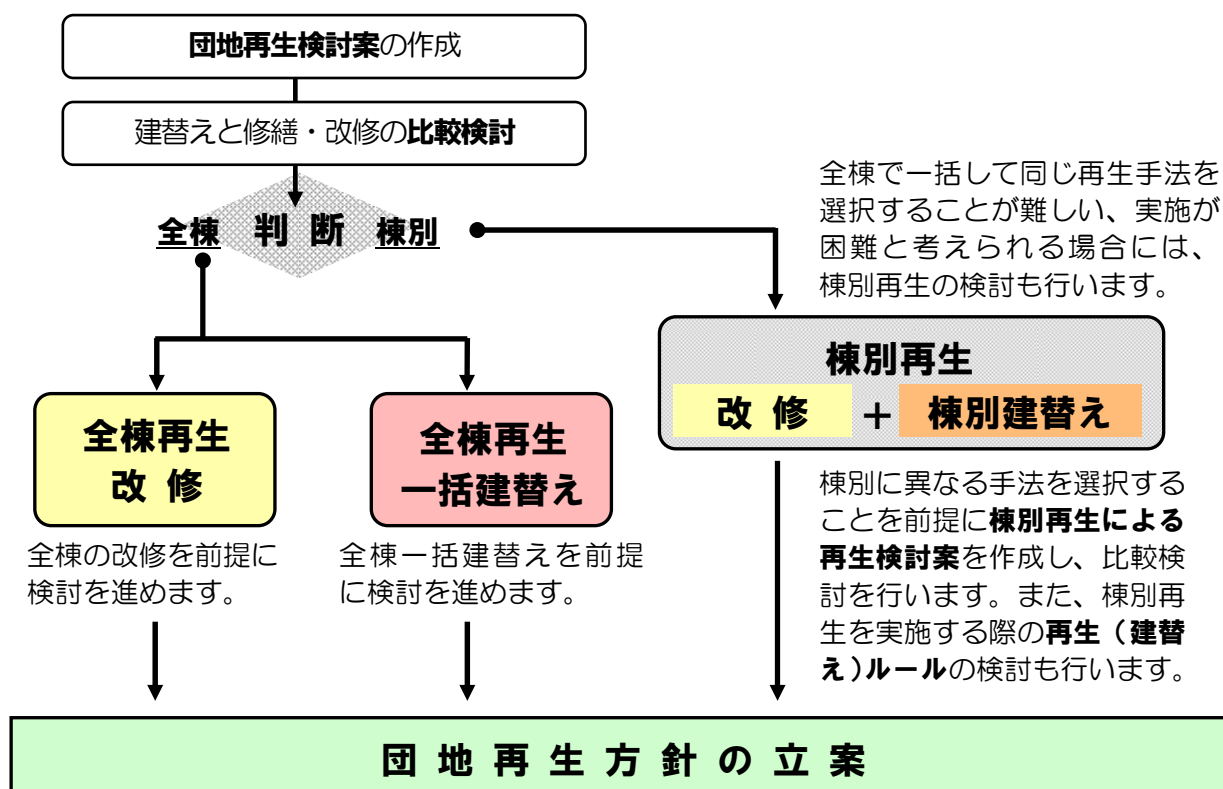 団地再生検討案の作成
建替えと修繕・改修の比較検討
全棟 判 断 棟別
全棟で一括して同じ再生手法を
選択することが難しい、実施が
困難と考えられる場合には、
棟別再生の検討も行います。
棟別再生
改 修 + 棟別建替え
全棟再生
改 修
全棟再生
一括建替え
全棟の改修を前提に
検討を進めます。
全棟一括建替えを前提
に検討を進めます。
棟別に異なる手法を選択する
ことを前提に棟別再生による
再生検討案を作成し、比較検
討を行います。また、棟別再
生を実施する際の再生（建替
え）ルールの検討も行います。
団 地 再 生 方 針 の 立 案